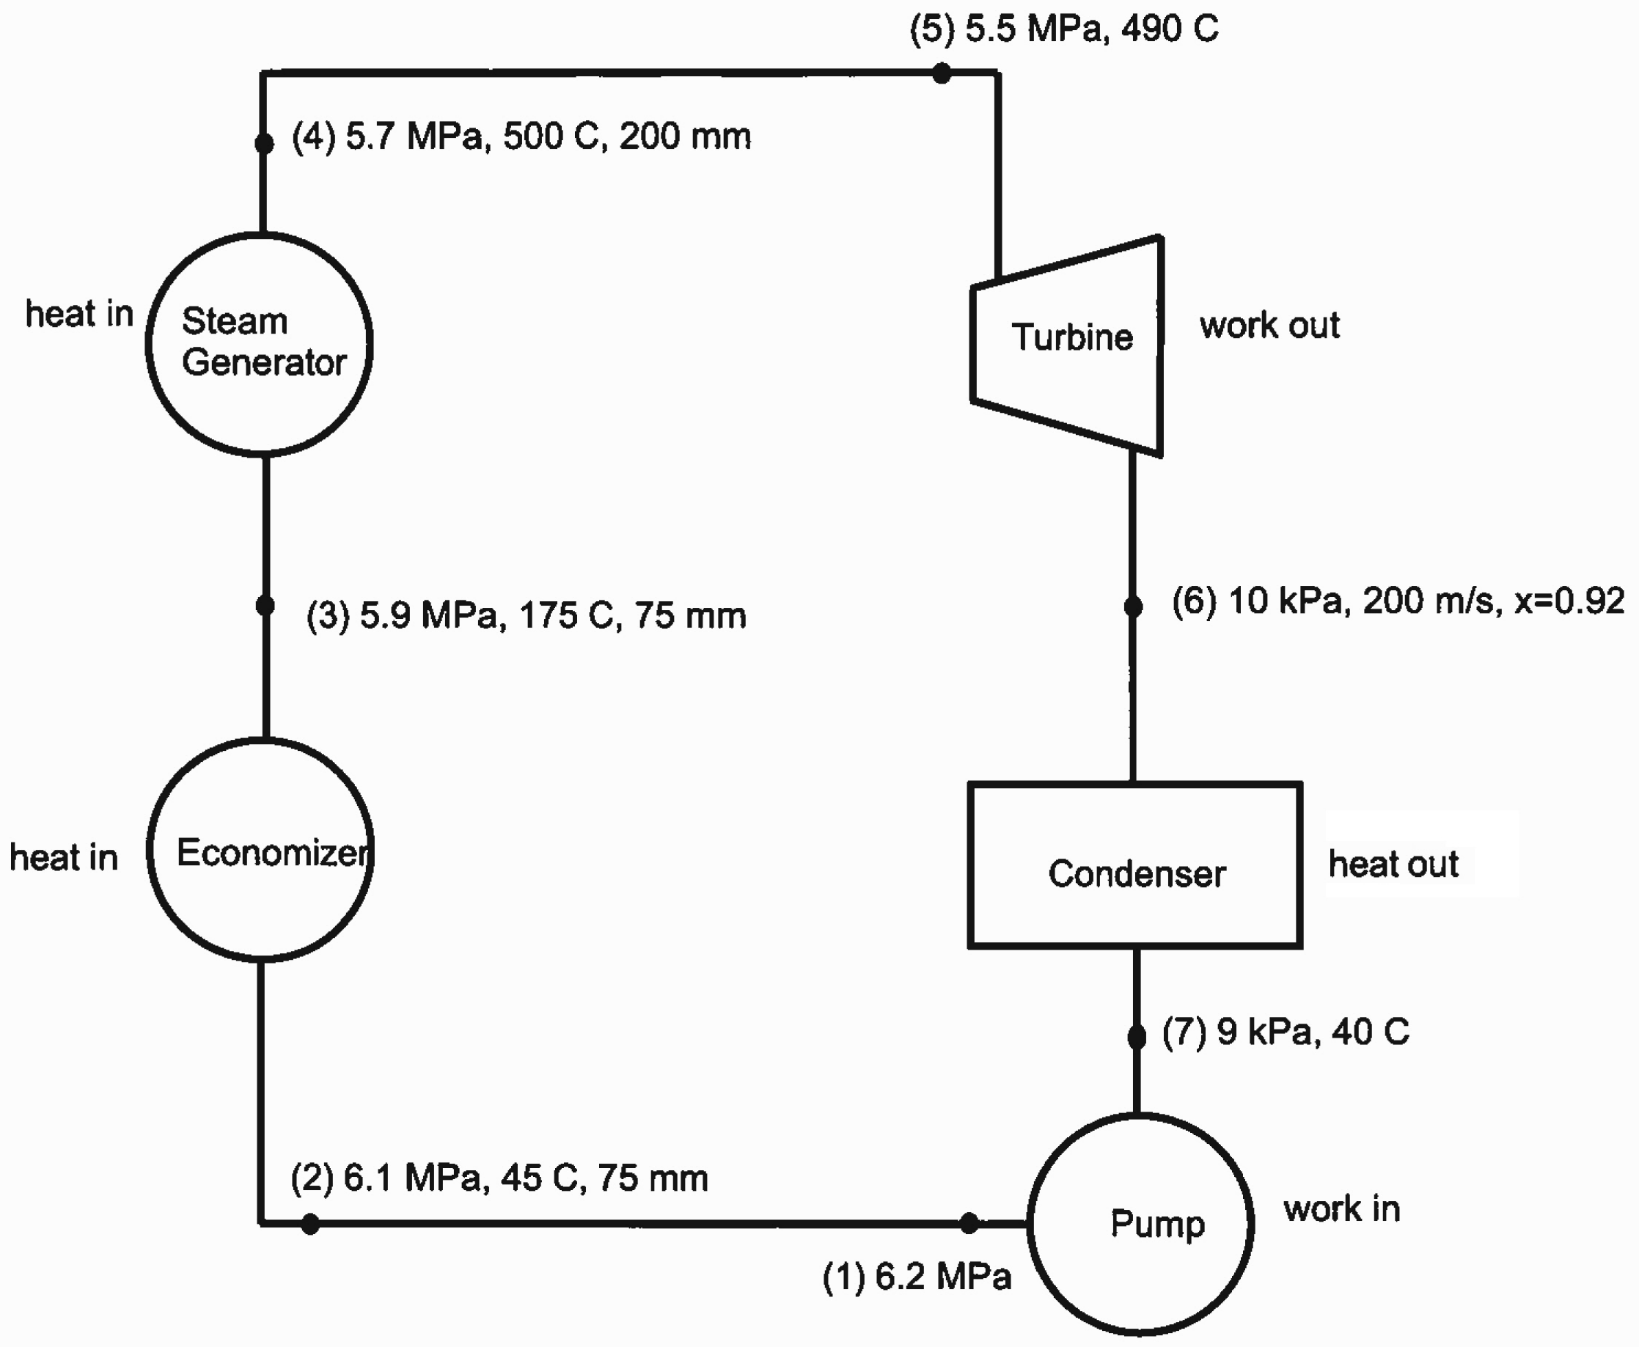 (5) 5.5 MPa, 490 C
(4) 5.7 MPa, 500 C, 200 mm
heat in
Steam
Generator
Turbine
work out
(3) 5.9 MPa, 175 C, 75 mm
(6) 10 kPa, 200 m/s, x=0.92
heat in
Economizer
Condenser
heat out
(7) 9 kPa, 40 C
(2) 6.1 MPa, 45 C, 75 mm
Pump
work in
(1) 6.2 MPa